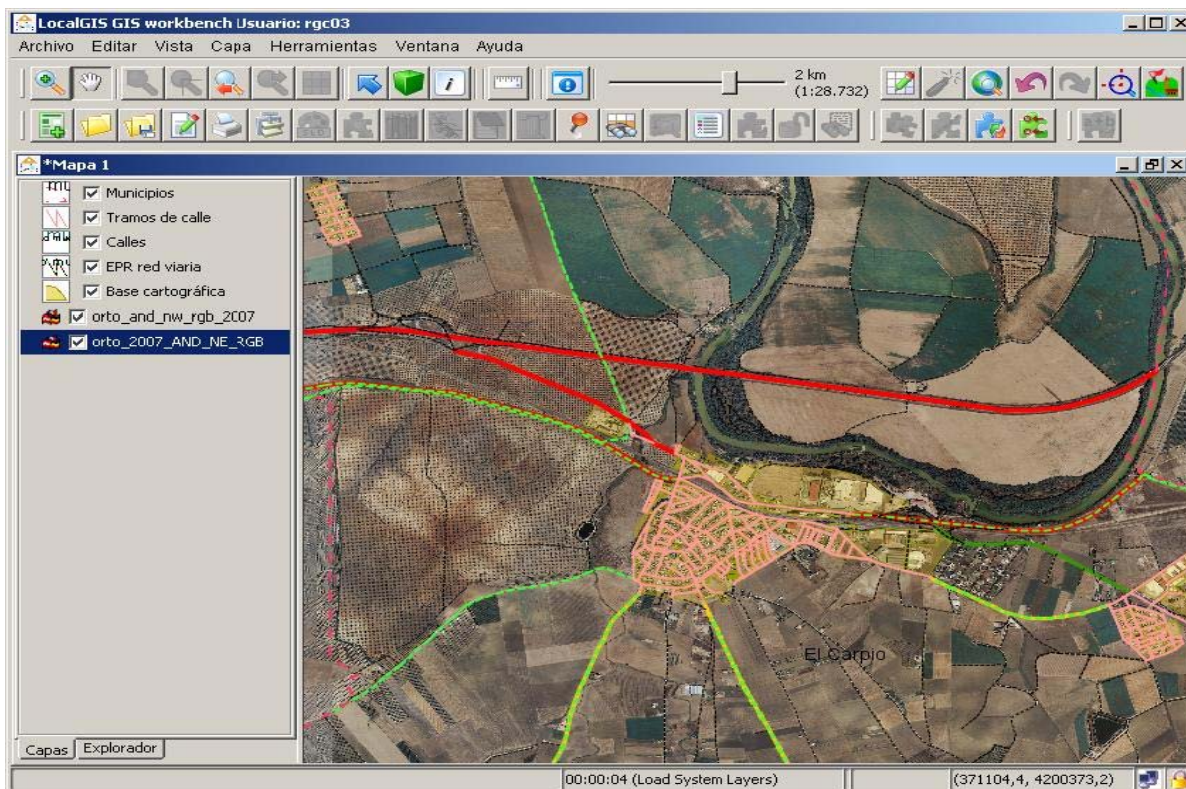 LocalGIS GIS workbench Usuario: rgc03
Archivo Editar Vista Capa Herramientas Ventana Ayuda
2 km
(1:28.732)
*Mapa 1
Municipios
Tramos de calle
Calles
EPR red viaria
Base cartográfica
orto_and_nw_rgb_2007
orto_2007_AND_NE_RGB
El Carpio
Capas Explorador
00:00:04 (Load System Layers) (371104,4, 4200373,2)